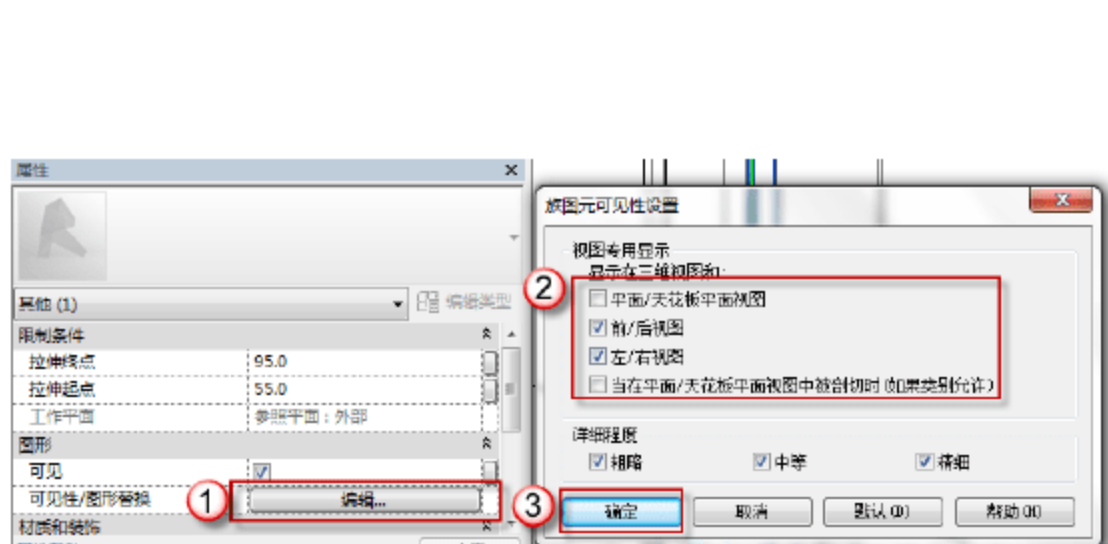 属性
其他 (1)
编辑类型
限制条件
拉伸终点 95.0
拉伸起点 55.0
工作平面 参照平面：外部
图形
可见
可见性/图形替换 1 编辑...
材质和装饰
族图元可见性设置
视图专用显示
显示在三维视图和:
2
平面/天花板平面视图
前/后视图
左/右视图
当在平面/天花板平面视图中被剖切时(如果类别允许)
详细程度
粗略 中等 精细
3 确定 取消 默认(D) 帮助(H)